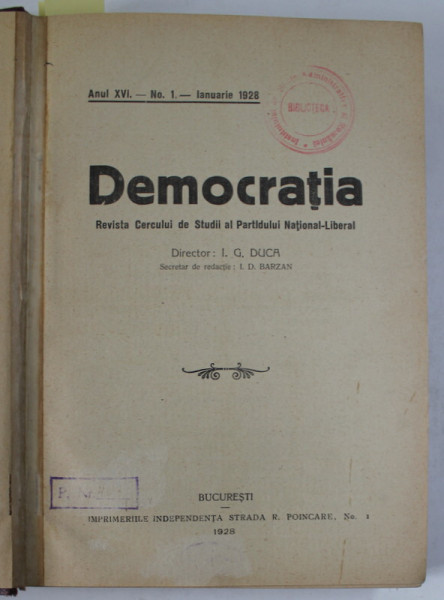 Anul XVI. — No. 1. — Ianuarie 1928
BIBLIOTECA
Democrația
Revista Cercului de Studii al Partidului Național-Liberal
Director: I. G. DUCA
Secretar de redacție: I. D. BARZAN
BUCUREȘTI
IMPRIMERIILE INDEPENDENȚA STRADA R. POINCARE, No. 1
1928